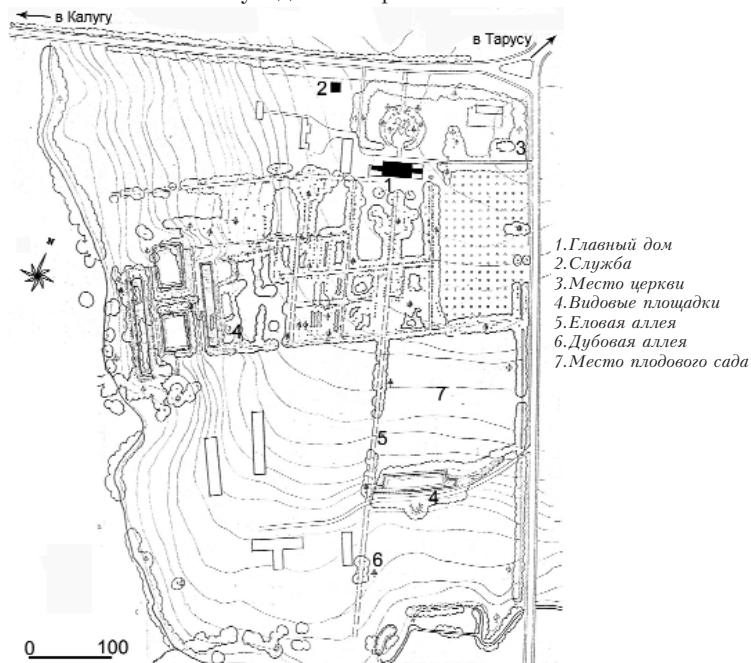 в Калугу
в Тарусу
2
3
1
1.Главный дом
2.Служба
3.Место церкви
4.Видовые площадки
5.Еловая аллея
6.Дубовая аллея
7.Место плодового сада
4
7
5
4
6
0 100